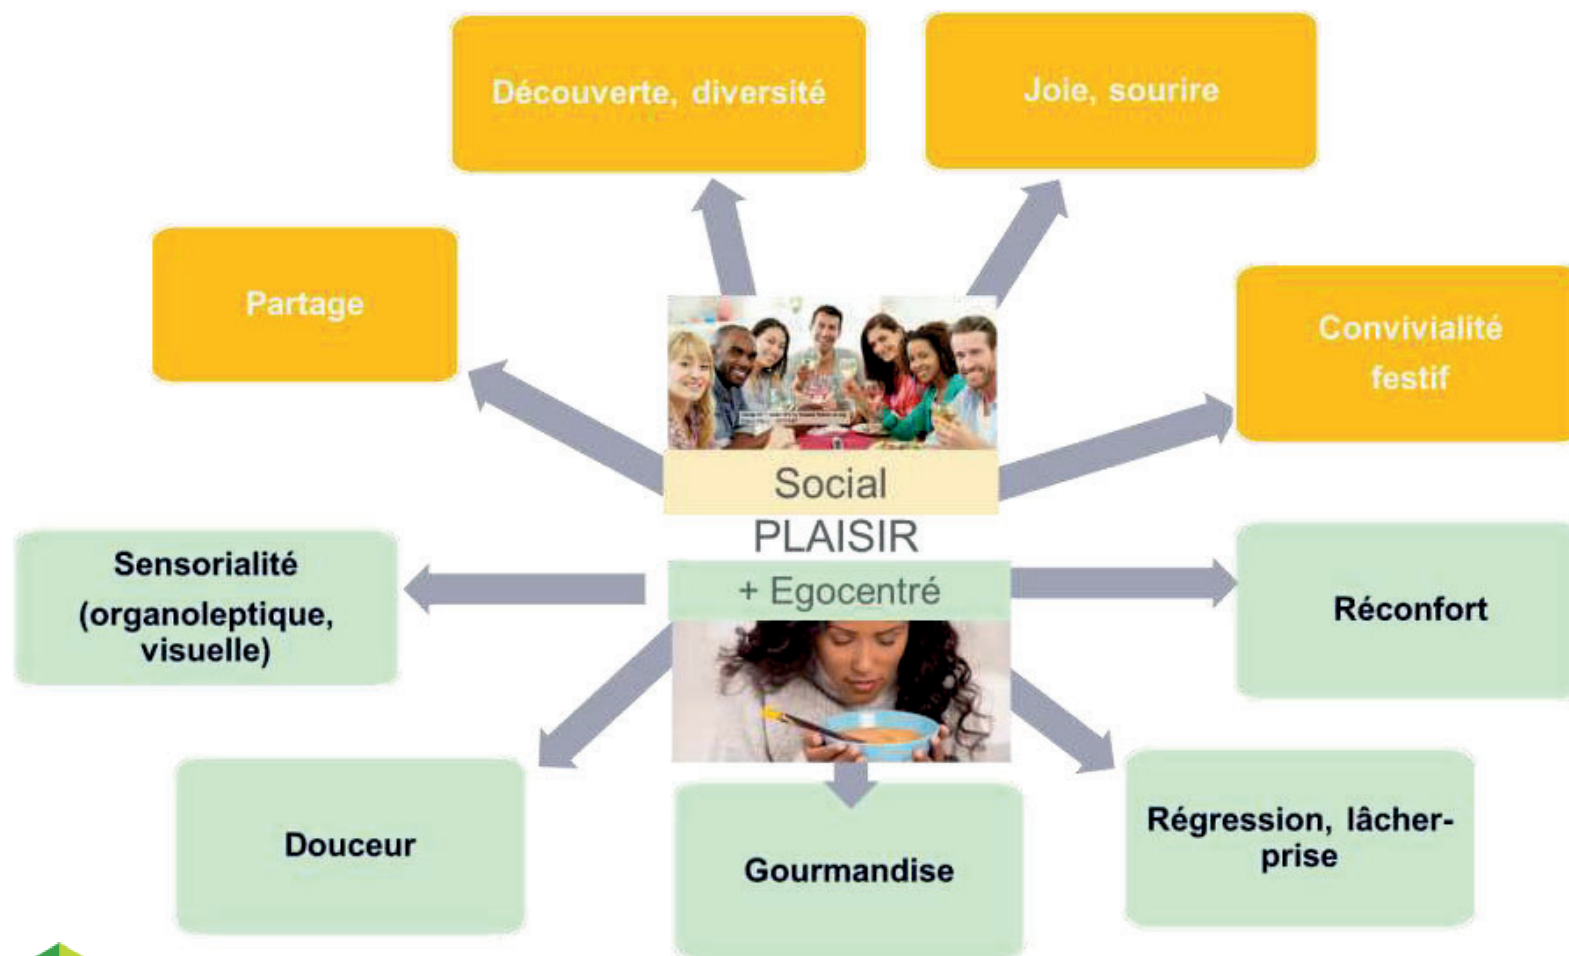 Découverte, diversité
Joie, sourire
Partage
Convivialité
festif
Social
PLAISIR
+ Egocentré
Sensorialité
(organoleptique,
visuelle)
Réconfort
Douceur
Gourmandise
Régression, lâcher-
prise